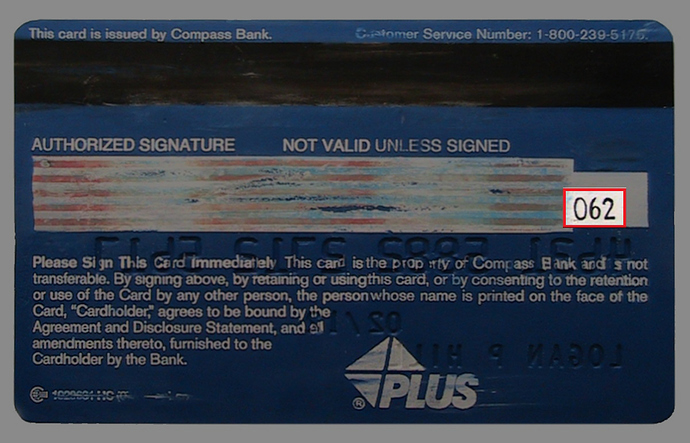 This card is issued by Compass Bank.
Customer Service Number: 1-800-239-5175.
AUTHORIZED SIGNATURE NOT VALID UNLESS SIGNED
062
Please Sign This Card Immediately This card is the property of Compass Bank and is not
transferable. By signing above, by retaining or using this card, or by consenting to the retention
or use of the Card by any other person, the person whose name is printed on the face of the
Card, "Cardholder," agrees to be bound by the
Agreement and Disclosure Statement, and all
amendments thereto, furnished to the
Cardholder by the Bank.
PLUS
®